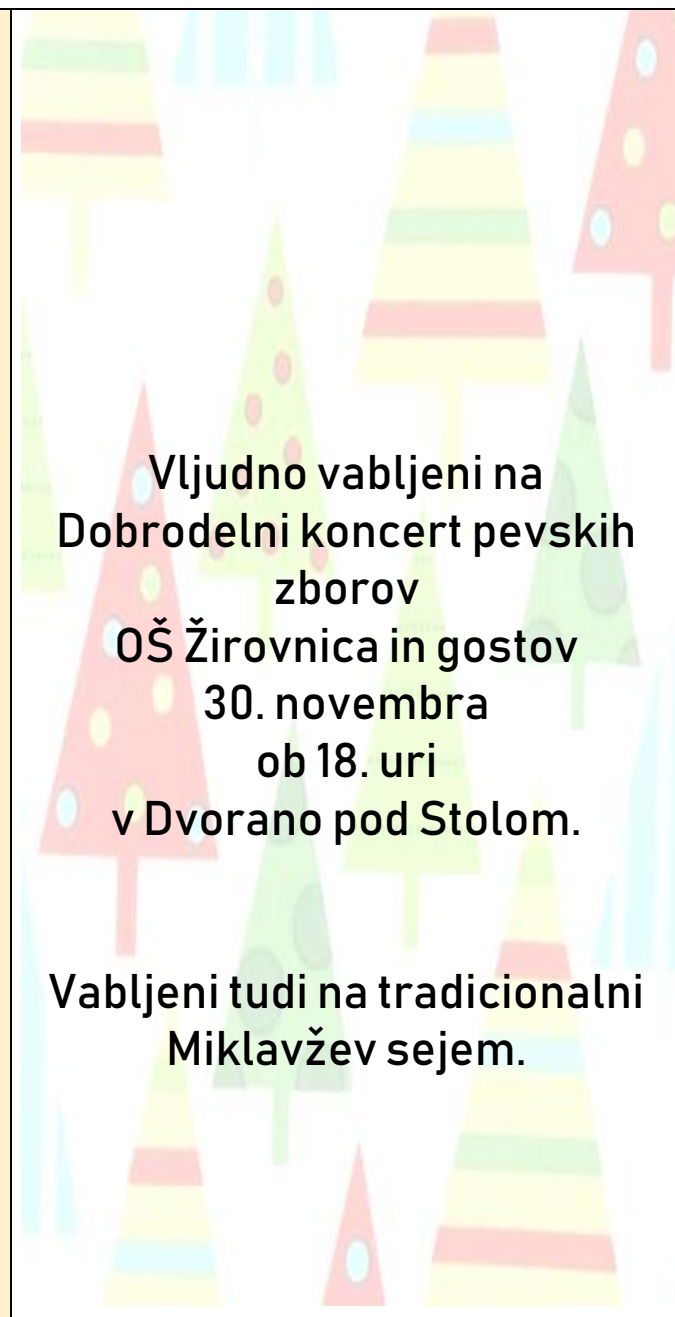 Vljudno vabljeni na
Dobrodelni koncert pevskih
zborov
OŠ Žirovnica in gostov
30. novembra
ob 18. uri
v Dvorano pod Stolom.
Vabljeni tudi na tradicionalni
Miklavžev sejem.